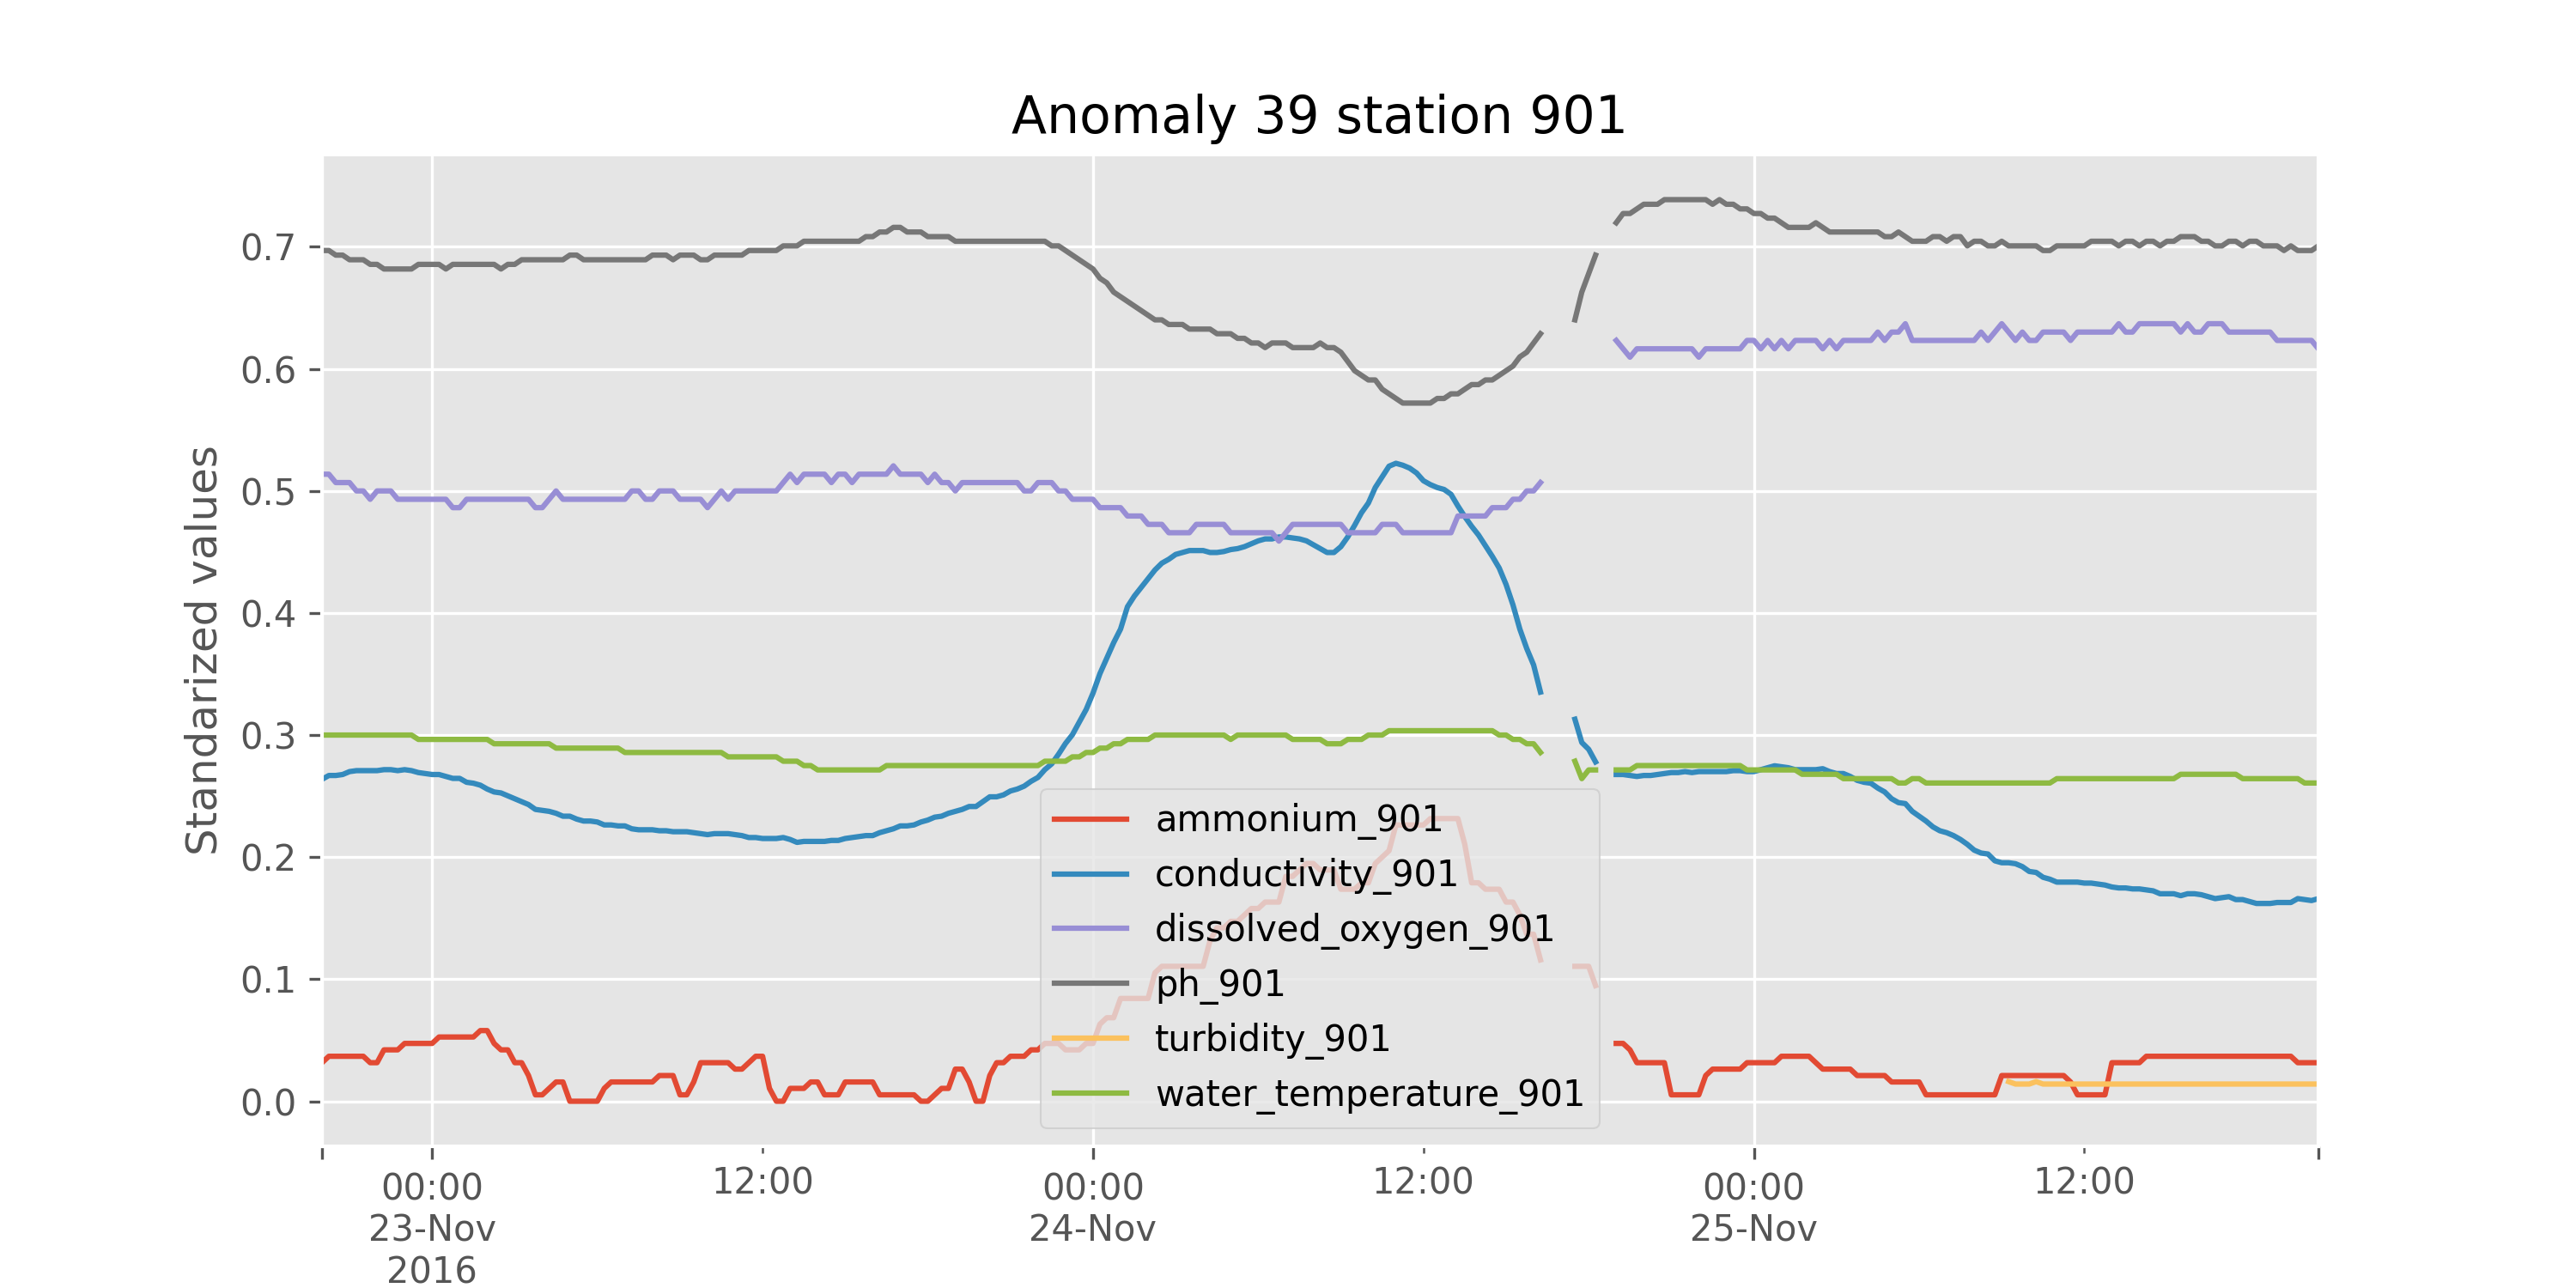 Anomaly 39 station 901
Standarized values
0.7
0.6
0.5
0.4
0.3
0.2
0.1
0.0
ammonium_901
conductivity_901
dissolved_oxygen_901
ph_901
turbidity_901
water_temperature_901
00:00
23-Nov
2016
12:00
00:00
24-Nov
12:00
00:00
25-Nov
12:00